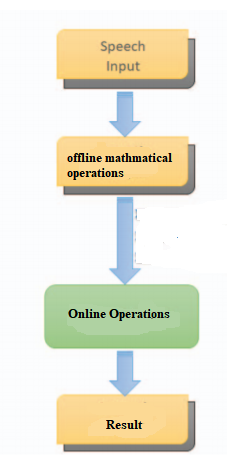 Speech
Input
offline mathmatical
operations
Online Operations
Result